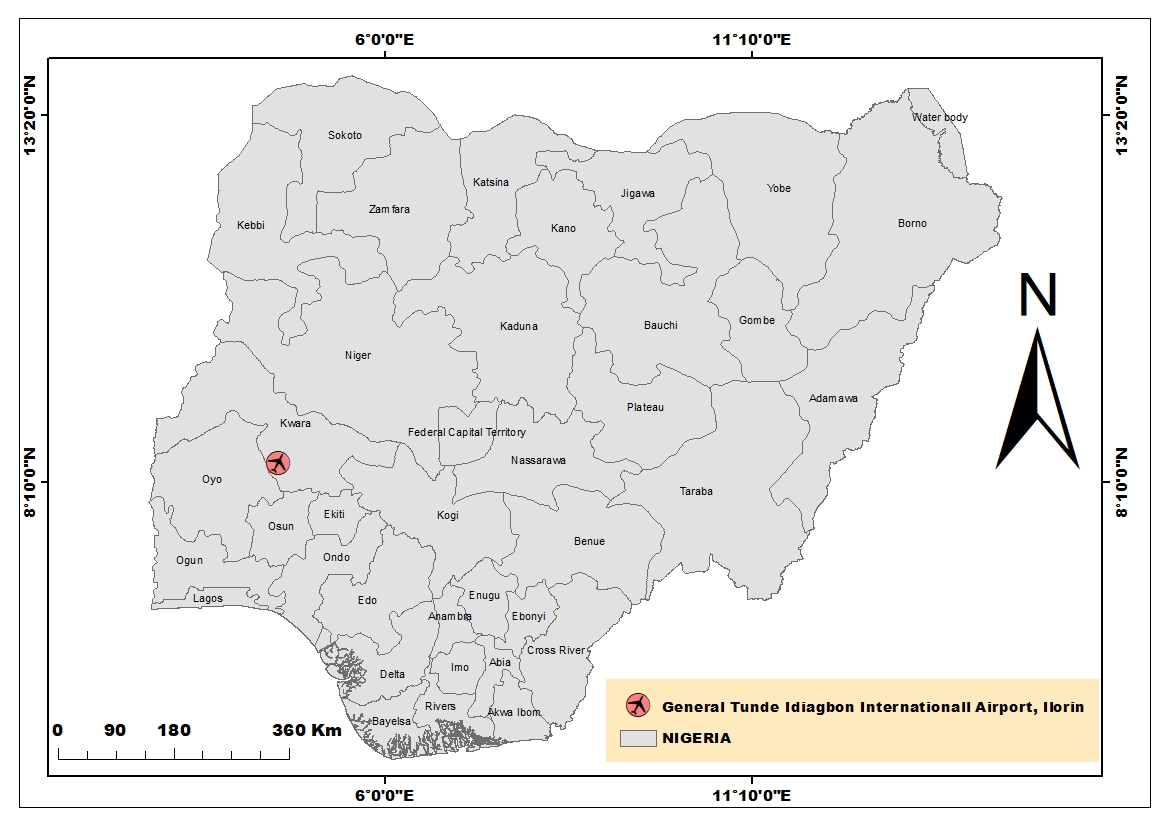 6°0'0"E 11°10'0"E
13°20'0"N 13°20'0"N
Water body
Sokoto
Katsina
Jigawa
Yobe
Zamfara
Kebbi
Kano
Borno
Kaduna
Bauchi
Gombe
Niger
Adamawa
Plateau
Kwara
Federal Capital Territory
Nassarawa
Oyo
Taraba
8°10'0"N 8°10'0"N
Kogi
Ekiti
Osun
Benue
Ogun
Ondo
Lagos
Edo
Enugu
Anambra
Ebonyi
Cross River
Imo
Abia
Delta
Rivers
Akwa Ibom
Bayelsa
N
General Tunde Idiagbon Internationall Airport, Ilorin
NIGERIA
0 90 180 360 Km
6°0'0"E 11°10'0"E